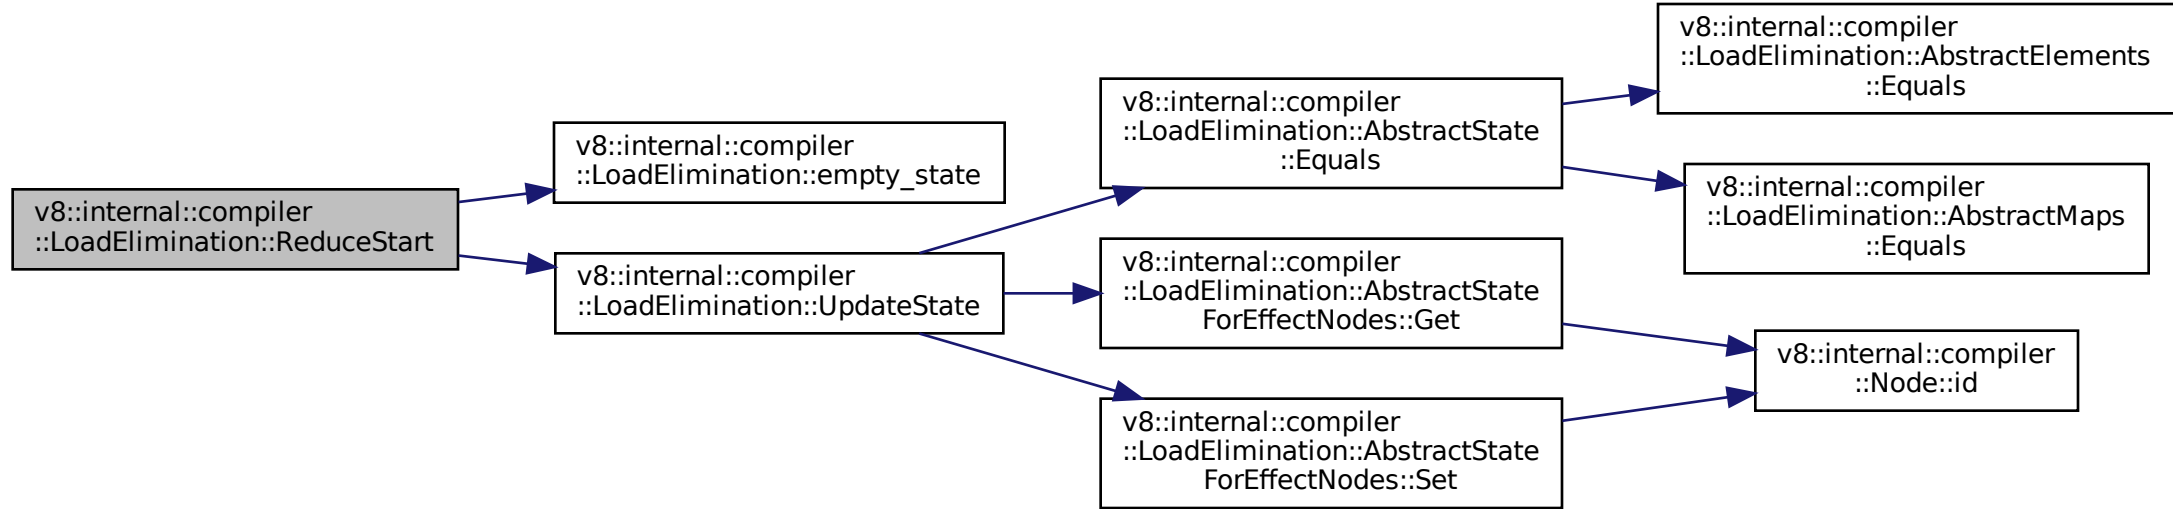 v8::internal::compiler
::LoadElimination::ReduceStart
v8::internal::compiler
::LoadElimination::empty_state
v8::internal::compiler
::LoadElimination::UpdateState
v8::internal::compiler
::LoadElimination::AbstractState
::Equals
v8::internal::compiler
::LoadElimination::AbstractState
ForEffectNodes::Get
v8::internal::compiler
::LoadElimination::AbstractState
ForEffectNodes::Set
v8::internal::compiler
::LoadElimination::AbstractElements
::Equals
v8::internal::compiler
::LoadElimination::AbstractMaps
::Equals
v8::internal::compiler
::Node::id